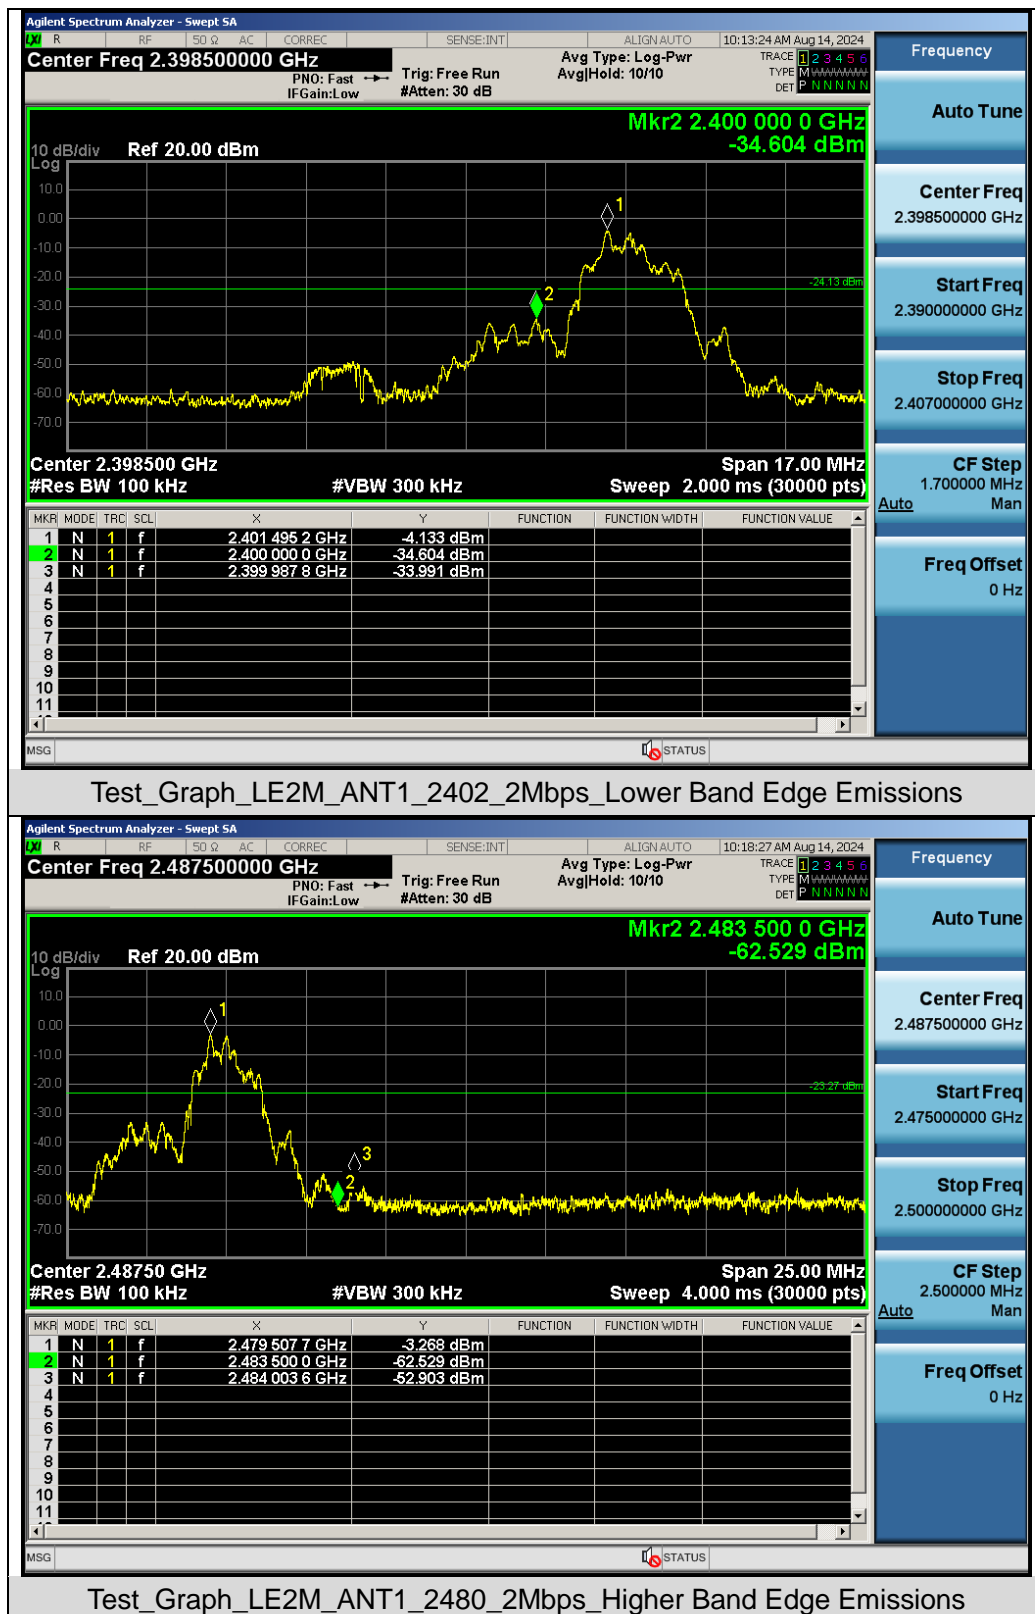 Agilent Spectrum Analyzer - Swept SA
LXI R RF 50 Ω AC CORREC SENSE:INT ALIGN AUTO 10:13:24 AM Aug 14, 2024
Center Freq 2.398500000 GHz
PNO: Fast Trig: Free Run
IFGain:Low #Atten: 30 dB
Avg Type: Log-Pwr
Avg|Hold: 10/10
TRACE 1 2 3 4 5 6
TYPE M WWWWW
DET P N N N N N
Frequency
Auto Tune
Center Freq
2.398500000 GHz
Start Freq
2.390000000 GHz
Stop Freq
2.407000000 GHz
CF Step
1.700000 MHz
Auto Man
Freq Offset
0 Hz
Mkr2 2.400 000 0 GHz
-34.604 dBm
10 dB/div Ref 20.00 dBm
Log
10.0
0.00
-10.0
-20.0
-30.0
-40.0
-50.0
-60.0
-70.0
1
2
-24.13 dBm
Center 2.398500 GHz Span 17.00 MHz
#Res BW 100 kHz #VBW 300 kHz Sweep 2.000 ms (30000 pts)
MKR MODE TRC SCL X Y FUNCTION FUNCTION WIDTH FUNCTION VALUE
1 N 1 f 2.401 495 2 GHz -4.133 dBm
2 N 1 f 2.400 000 0 GHz -34.604 dBm
3 N 1 f 2.399 987 8 GHz -33.991 dBm
4
5
6
7
8
9
10
11
MSG STATUS
Test_Graph_LE2M_ANT1_2402_2Mbps_Lower Band Edge Emissions
Agilent Spectrum Analyzer - Swept SA
LXI R RF 50 Ω AC CORREC SENSE:INT ALIGN AUTO 10:18:27 AM Aug 14, 2024
Center Freq 2.487500000 GHz
PNO: Fast Trig: Free Run
IFGain:Low #Atten: 30 dB
Avg Type: Log-Pwr
Avg|Hold: 10/10
TRACE 1 2 3 4 5 6
TYPE M WWWWW
DET P N N N N N
Frequency
Auto Tune
Center Freq
2.487500000 GHz
Start Freq
2.475000000 GHz
Stop Freq
2.500000000 GHz
CF Step
2.500000 MHz
Auto Man
Freq Offset
0 Hz
Mkr2 2.483 500 0 GHz
-62.529 dBm
10 dB/div Ref 20.00 dBm
Log
10.0
0.00
-10.0
-20.0
-30.0
-40.0
-50.0
-60.0
-70.0
1
2
3
-23.27 dBm
Center 2.48750 GHz Span 25.00 MHz
#Res BW 100 kHz #VBW 300 kHz Sweep 4.000 ms (30000 pts)
MKR MODE TRC SCL X Y FUNCTION FUNCTION WIDTH FUNCTION VALUE
1 N 1 f 2.479 507 7 GHz -3.268 dBm
2 N 1 f 2.483 500 0 GHz -62.529 dBm
3 N 1 f 2.484 003 6 GHz -52.903 dBm
4
5
6
7
8
9
10
11
MSG STATUS
Test_Graph_LE2M_ANT1_2480_2Mbps_Higher Band Edge Emissions